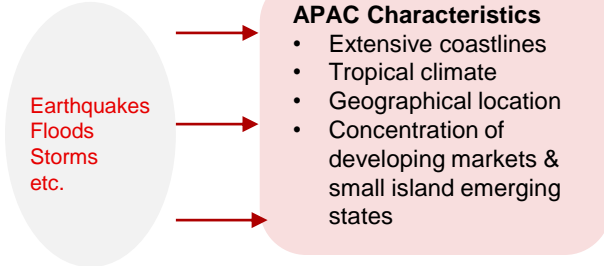 Earthquakes
Floods
Storms
etc.
APAC Characteristics
• Extensive coastlines
• Tropical climate
• Geographical location
• Concentration of
developing markets &
small island emerging
states